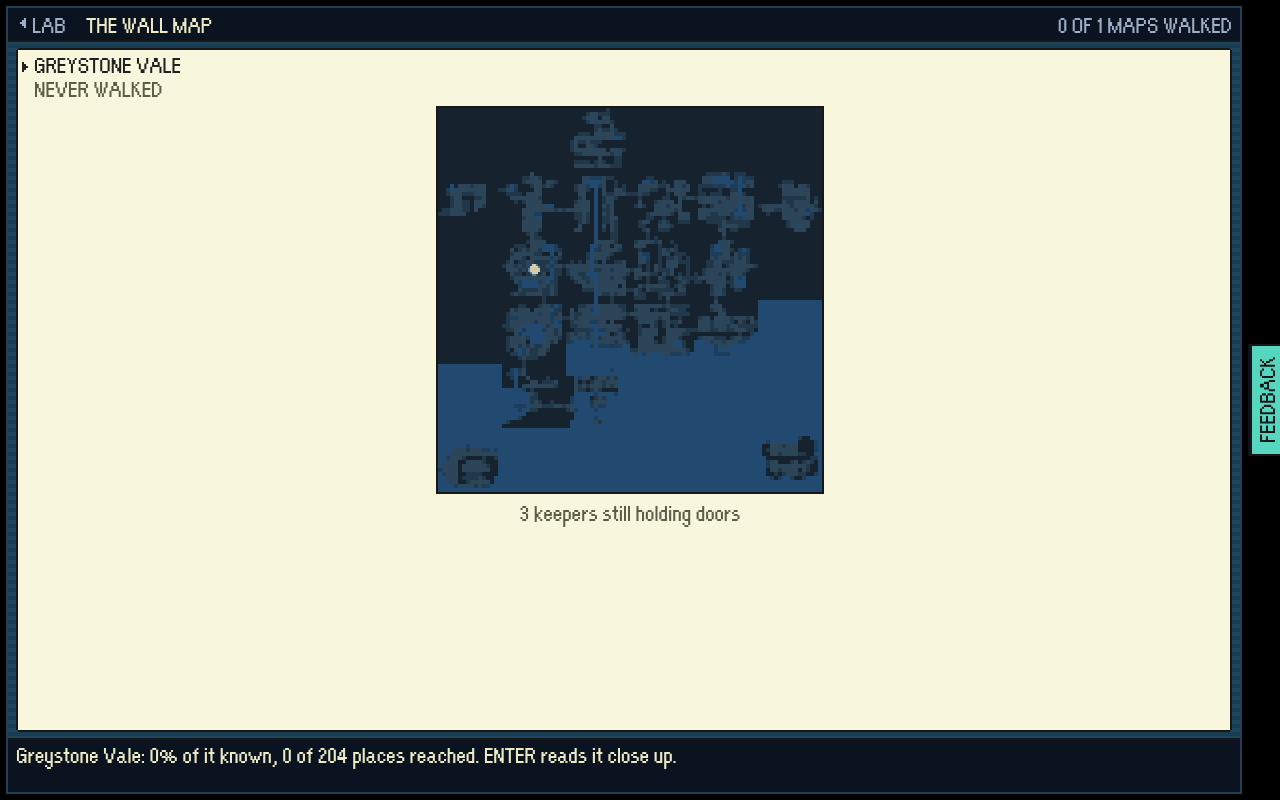 LAB THE WALL MAP 0 OF 1 MAPS WALKED
GREYSTONE VALE
NEVER WALKED
3 keepers still holding doors
FEEDBACK
Greystone Vale: 0% of it known, 0 of 204 places reached. ENTER reads it close up.